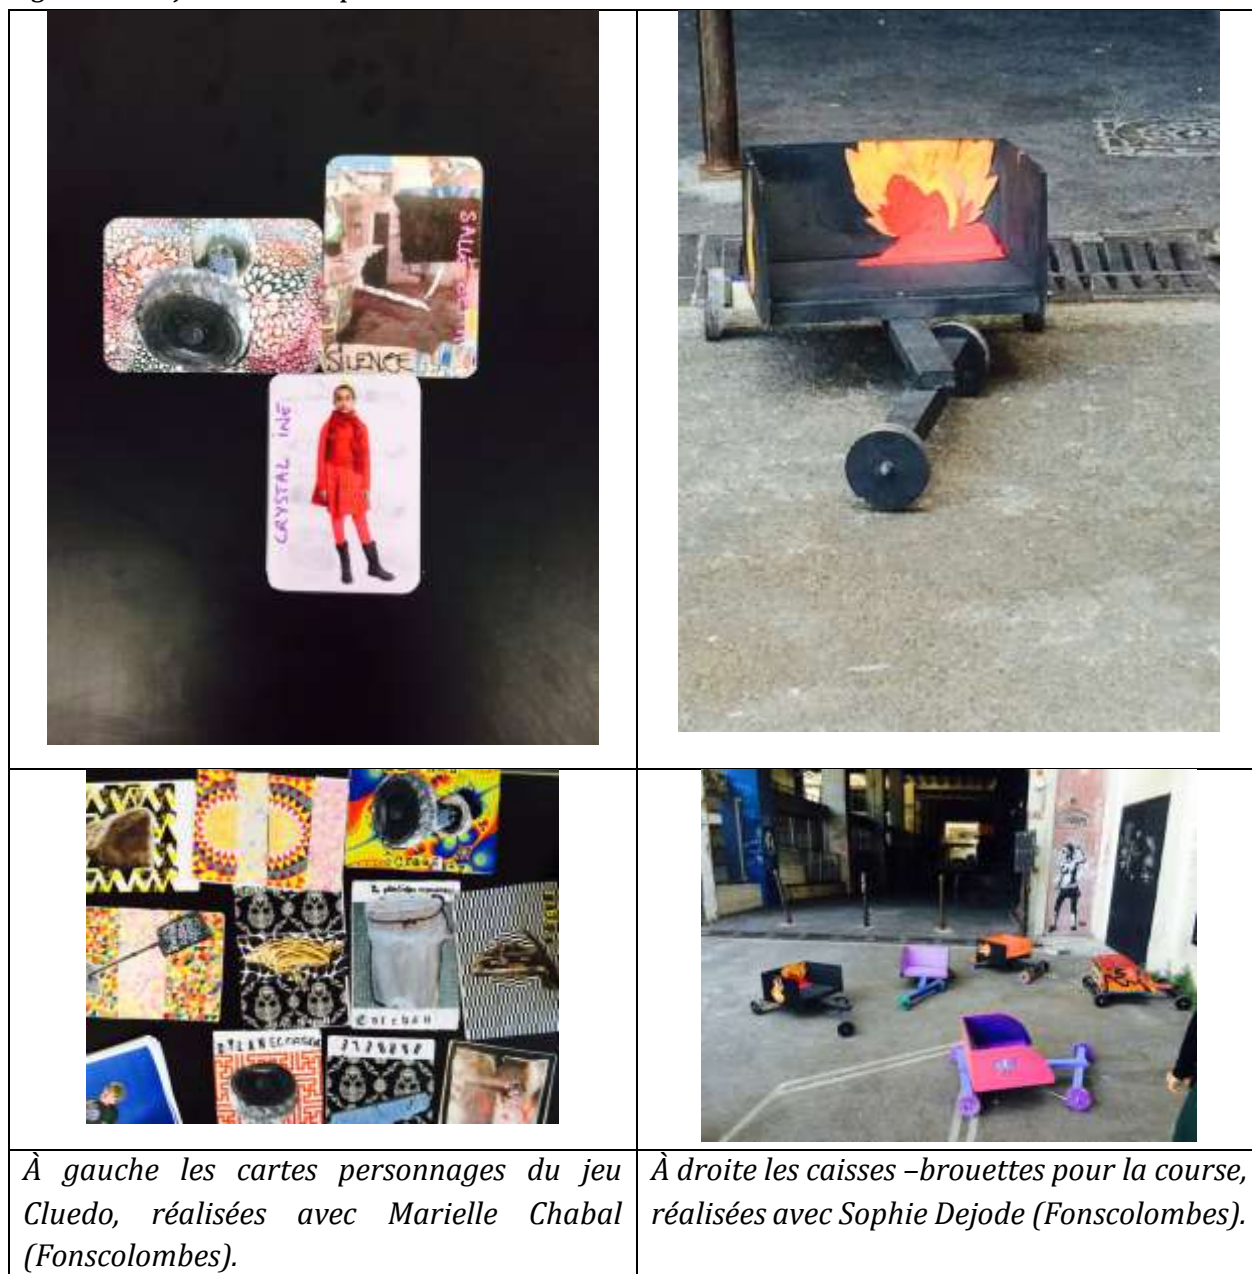 SILENCE
CRYSTAL INE
À gauche les cartes personnages du jeu
Cluedo, réalisées avec Marielle Chabal
(Fonscolombes).
À droite les caisses –brouettes pour la course,
réalisées avec Sophie Dejode (Fonscolombes).